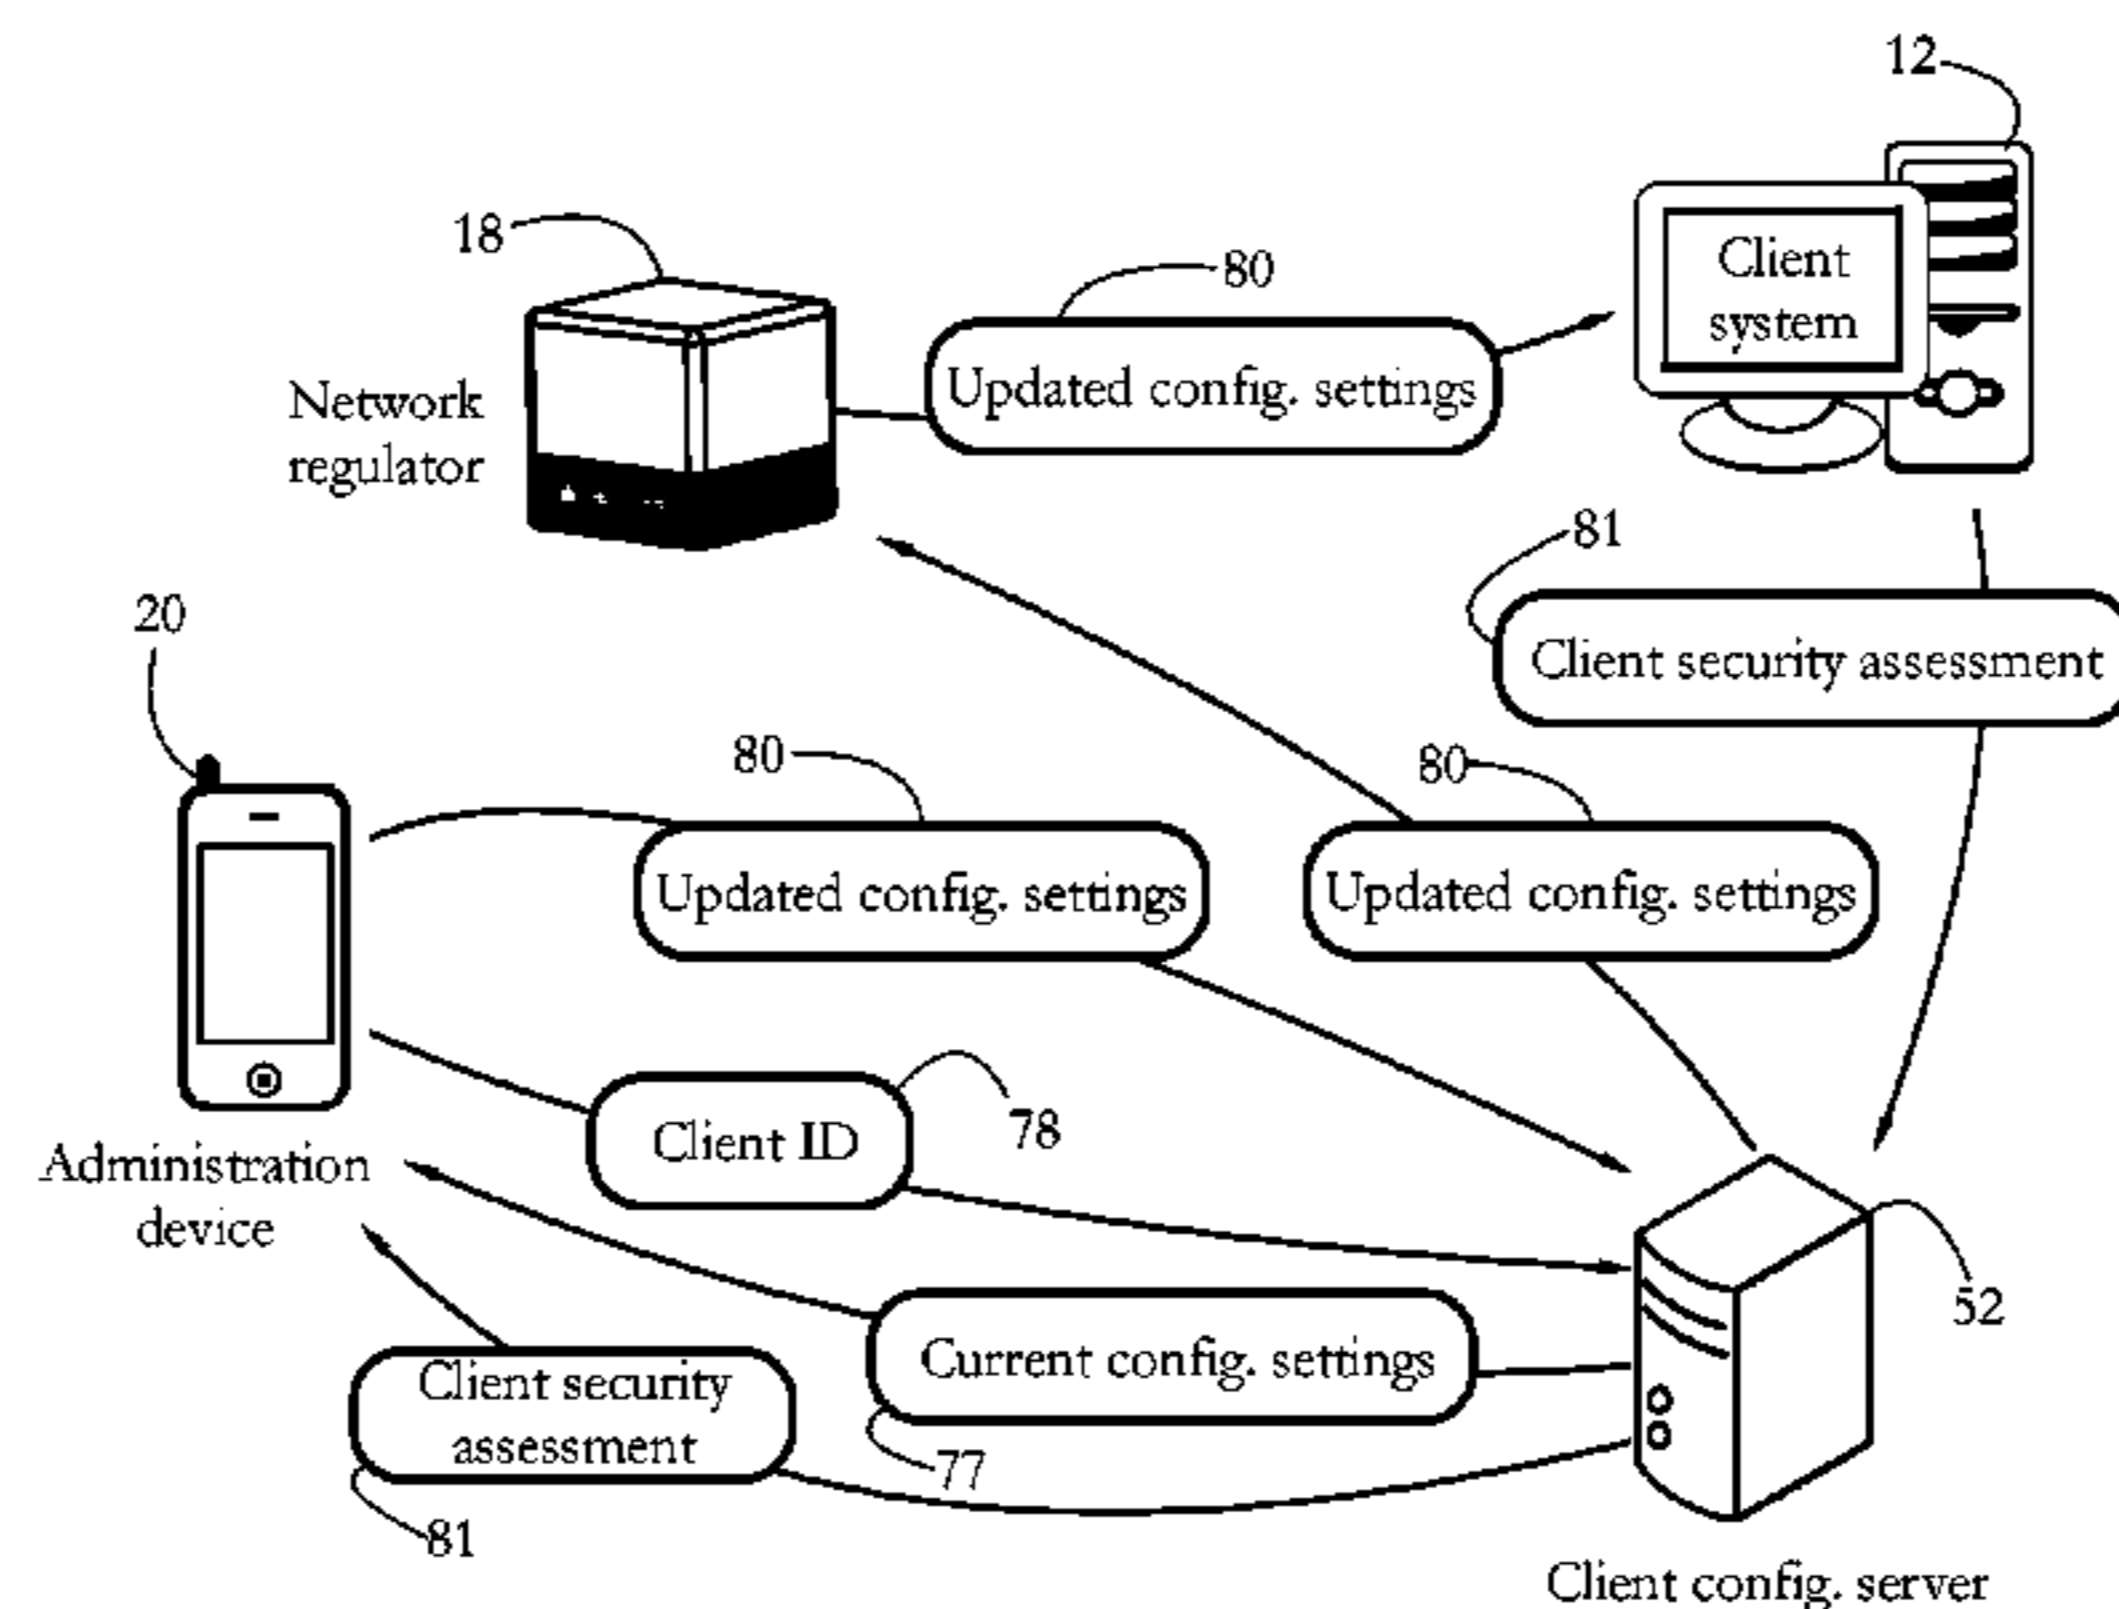 12
18
80
Client
system
Updated config. settings
Network
regulator
81
20
Client security assessment
80
80
Updated config. settings
Updated config. settings
78
Client ID
Administration
device
52
Current config. settings
Client security
assessment
77
81
Client config. server